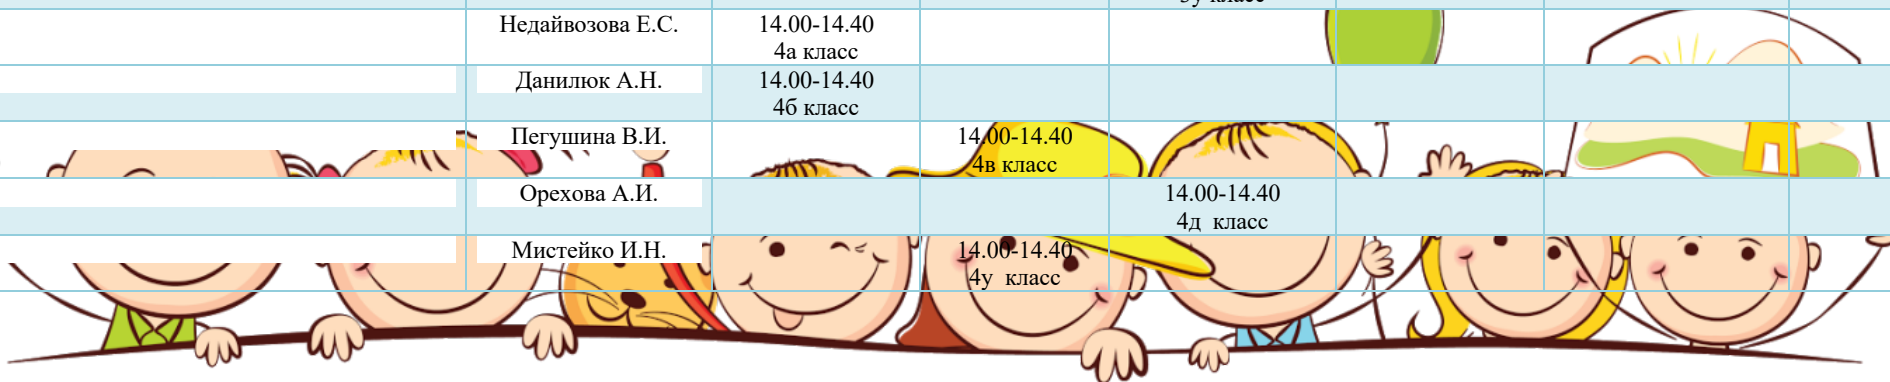 Недайвозова Е.С. 14.00-14.40
4а класс
Данилюк А.Н. 14.00-14.40
4б класс
Пегушина В.И. 14.00-14.40
4в класс
Орехова А.И. 14.00-14.40
4д класс
Мистейко И.Н. 14.00-14.40
4у класс